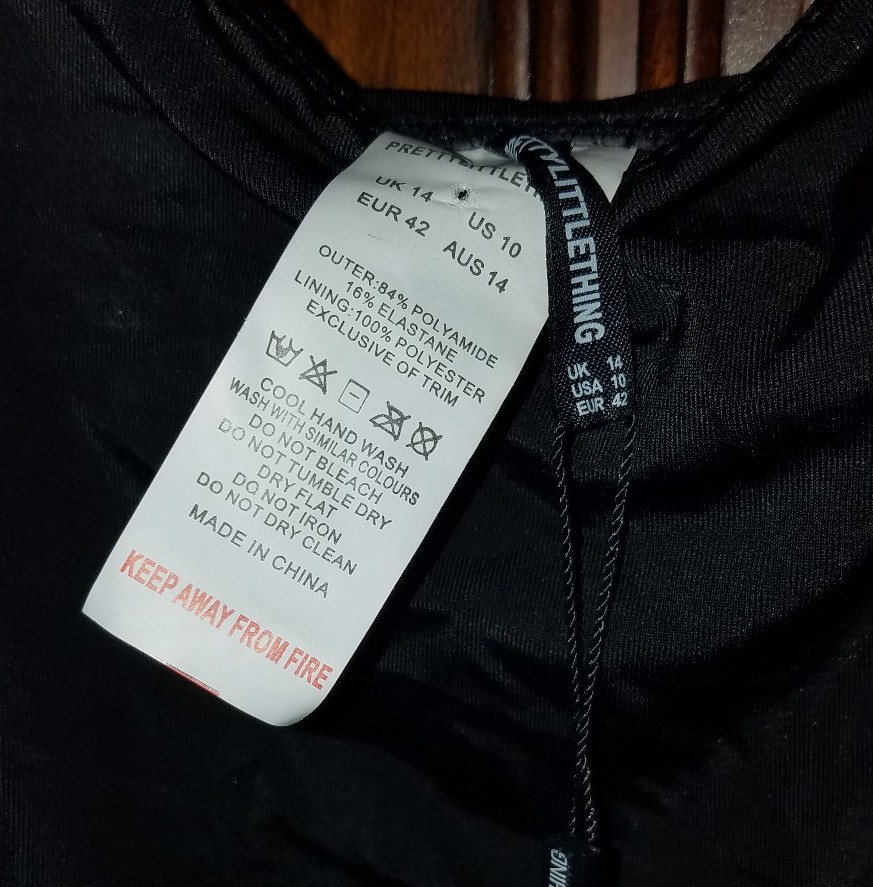 UK 14 US 10
EUR 42 AUS 14
OUTER:84% POLYAMIDE
16% ELASTANE
LINING:100% POLYESTER
EXCLUSIVE OF TRIM
COOL HAND WASH
WASH WITH SIMILAR COLOURS
DO NOT BLEACH
DO NOT TUMBLE DRY
DRY FLAT
DO NOT IRON
DO NOT DRY CLEAN
MADE IN CHINA
KEEP AWAY FROM FIRE
TTYLITTLETHING
UK 14
USA 10
EUR 42
HING